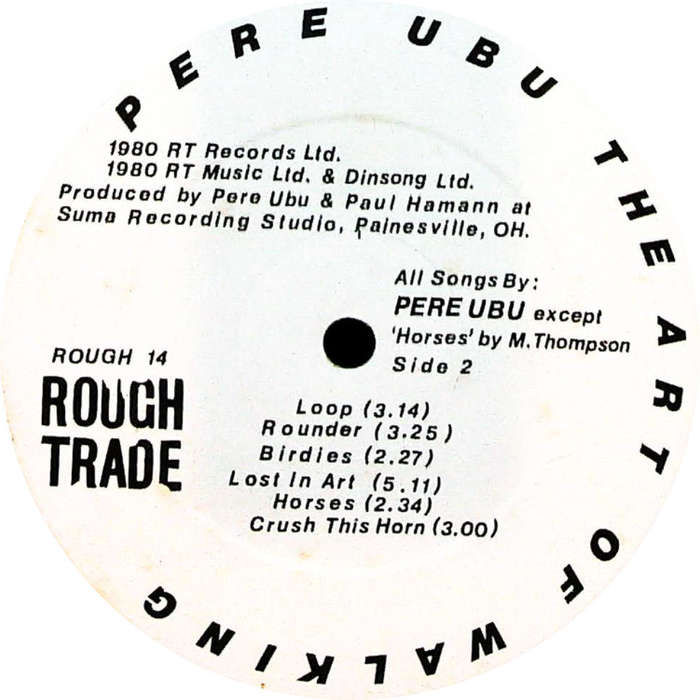 PERE UBU THE ART OF WALKING
1980 RT Records Ltd.
1980 RT Music Ltd. & Dinsong Ltd.
Produced by Pere Ubu & Paul Hamann at
Suma Recording Studio, Painesville, OH.
All Songs By:
PERE UBU except
'Horses' by M.Thompson
Side 2
ROUGH 14
ROUGH
TRADE
Loop (3.14)
Rounder (3.25)
Birdies (2.27)
Lost In Art (5.11)
Horses (2.34)
Crush This Horn (3.00)